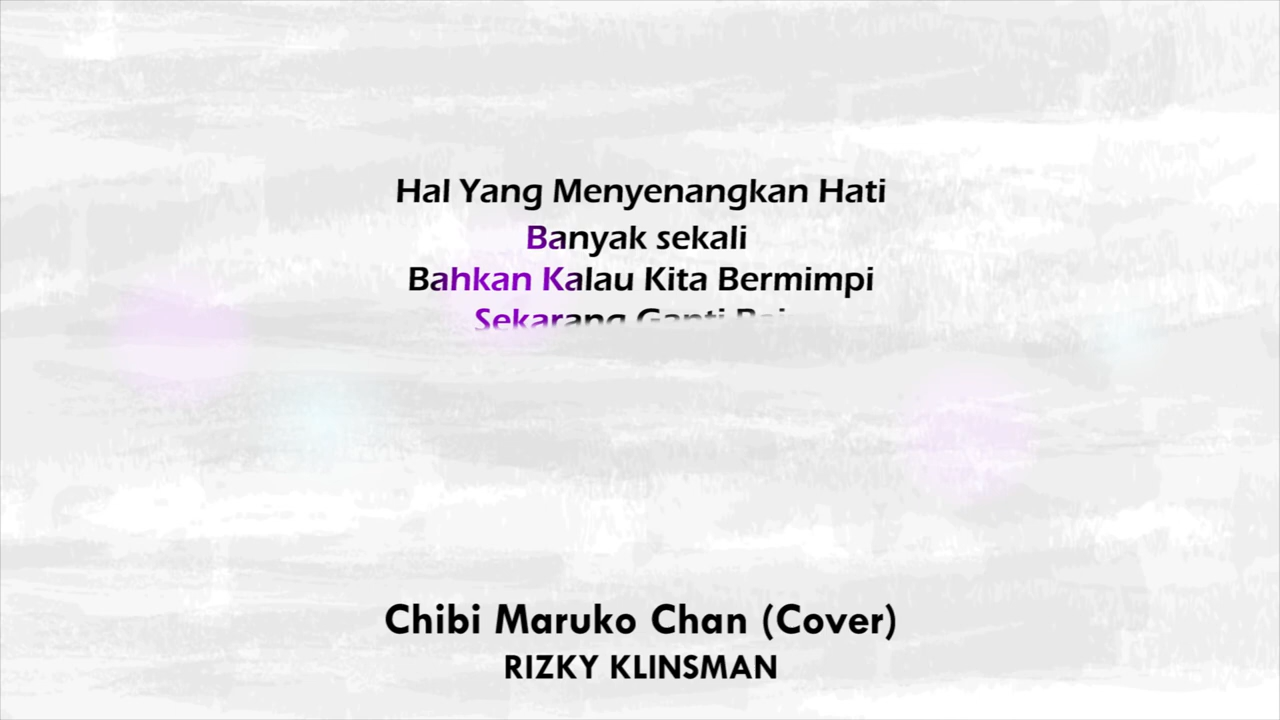 Hal Yang Menyenangkan Hati
Banyak sekali
Bahkan Kalau Kita Bermimpi
Sekarang Ganti
Chibi Maruko Chan (Cover)
RIZKY KLINSMAN